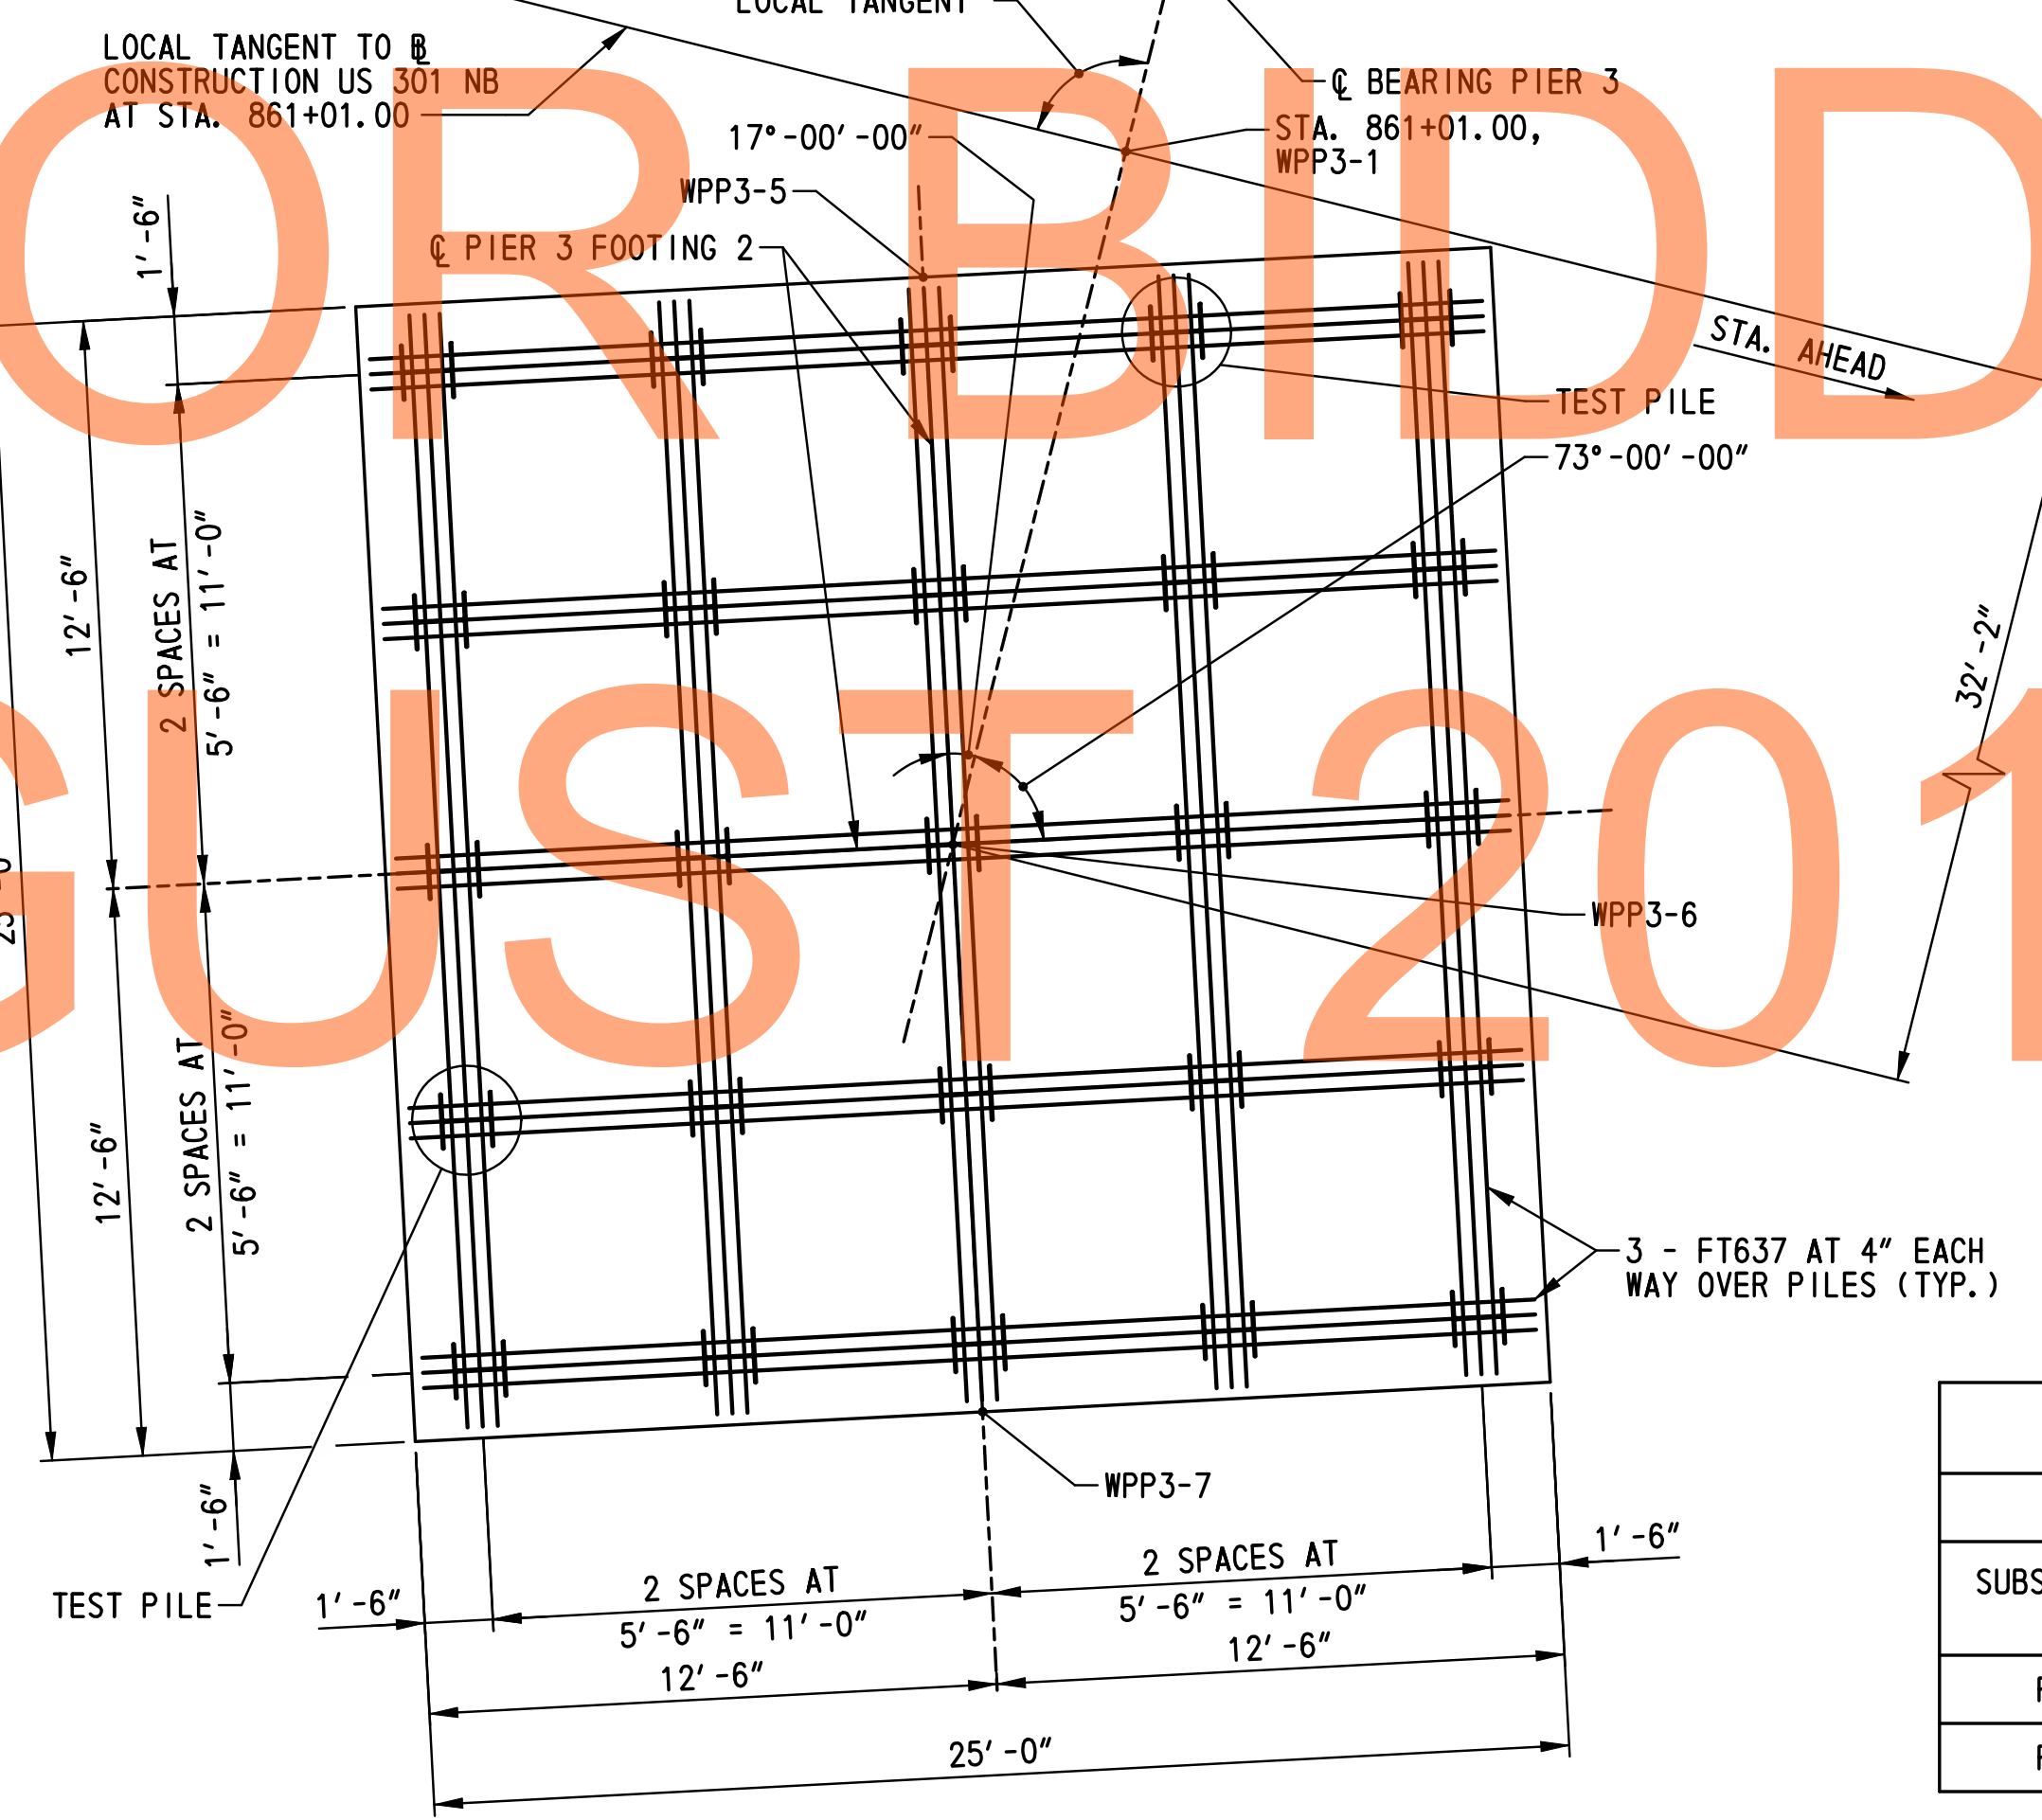 LOCAL TANGENT
LOCAL TANGENT TO ℄
CONSTRUCTION US 301 NB
AT STA. 861+01.00
℄ BEARING PIER 3
STA. 861+01.00,
WPP3-1
17°-00'-00"
WPP3-5
℄ PIER 3 FOOTING 2
1'-6"
STA. AHEAD
TEST PILE
73°-00'-00"
12'-6"
2 SPACES AT
5'-6" = 11'-0"
32'-2"
WPP3-6
12'-6"
2 SPACES AT
5'-6" = 11'-0"
3 - FT637 AT 4" EACH
WAY OVER PILES (TYP.)
1'-6"
WPP3-7
TEST PILE
1'-6"
2 SPACES AT
5'-6" = 11'-0"
2 SPACES AT
5'-6" = 11'-0"
1'-6"
12'-6"
12'-6"
25'-0"
SUBS
OR BIDD
GUST 201